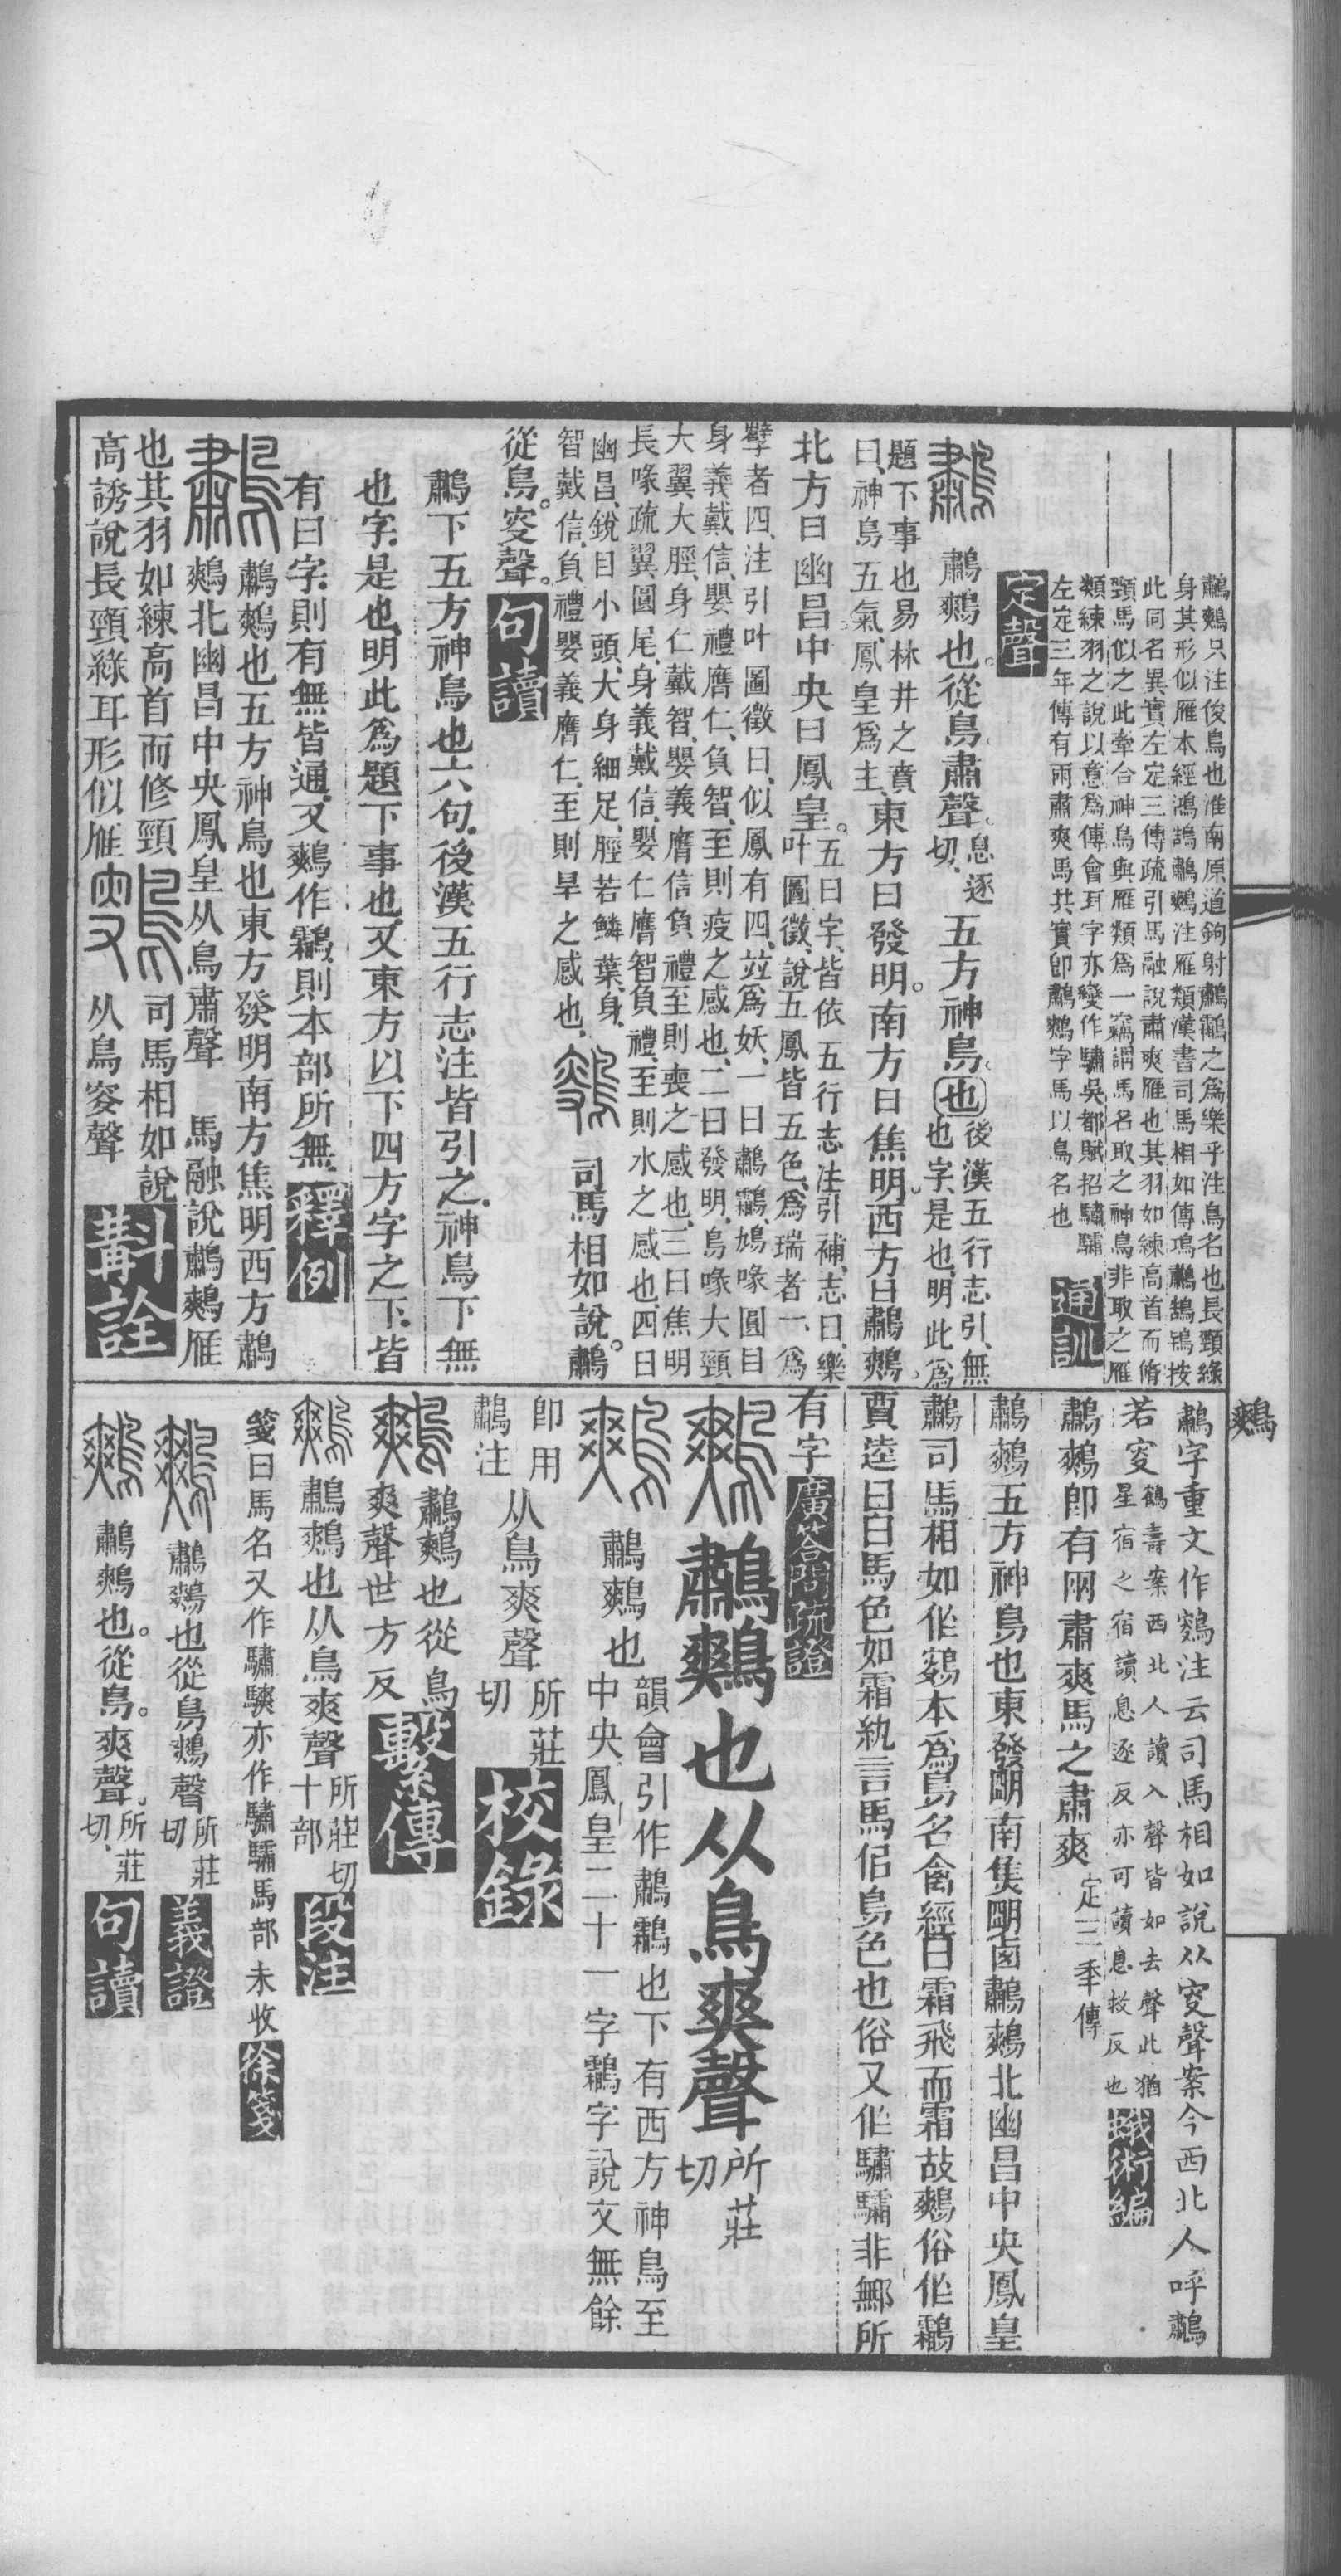 鷫鷞只注俊鳥也淮南原道鉤射鷫鸘之爲樂乎注鳥名也長頸綠
身其形似雁本經鴻鵠鷫鷞注雁類漢書司馬相如傳鴻鷫鵠鴇按
此同名異實左定三傳疏引馬融說肅爽雁也其羽如練高首而脩
頸馬似之此牽合神鳥與雁類爲一竊謂馬名取之神鳥非取之雁
類練羽之說以意爲傳會耳字亦變作驌吳都賦招驌驦
左定三年傳有兩肅爽馬共實卽鷫鷞字馬以鳥名也
通訓
定聲
鷫鷞也從鳥肅聲息逐切五方神鳥也後漢五行志引無
也字是也明此爲
題下事也易林井之賁
曰神鳥五氣鳳皇爲主東方曰發明南方曰焦明西方曰鷫鷞
北方曰幽昌中央曰鳳皇五曰字皆依五行志注引補志曰樂
叶圖徵說五鳳皆五色爲瑞者一爲
孼者四注引叶圖徵曰似鳳有四竝爲妖一曰鷫鸘鳩喙圓目
身義戴信嬰禮膺仁負智至則疫之感也二曰發明鳥喙大頸
大翼大脛身仁戴智嬰義膺信負禮至則喪之感也三曰焦明
長喙疏翼圓尾身義戴信嬰仁膺智負禮至則水之感也四曰
幽昌銳目小頭大身細足脛若鱗葉身
智戴信負禮嬰義膺仁至則旱之感也
司馬相如說鷫
從鳥㚇聲句讀
鷫下五方神鳥也六句後漢五行志注皆引之神鳥下無
也字是也明此爲題下事也又東方以下四方字之下皆
有曰字則有無皆通又鷞作鸘則本部所無釋例
鷫鷞也五方神鳥也東方發明南方焦明西方鷫
鷞北幽昌中央鳳皇从鳥肅聲 馬融說鷫鷞雁
也其羽如練高首而修頸 司馬相如說
高誘說長頸綠耳形似雁 从鳥㚇聲 斠詮
鷞
鷫字重文作鵔注云司馬相如說从㚇聲案今西北人呼鷫
若㚇鶴壽案西北人讀入聲皆如去聲此猶
星宿之宿讀息逐反亦可讀息救反也
蛾術編
鷫鷞卽有兩肅爽馬之肅爽定三年傳
鷫鷞五方神鳥也東發朙南焦朙西鷫鷞北幽昌中央鳳皇
鷫司馬相如作鵔本爲鳥名禽經曰霜飛而霜故鷞俗作鸘
賈逵曰白馬色如霜紈言馬侣鳥色也俗又作驌驦非鄦所
有字廣答問疏證
鷫鷞也从鳥爽聲所莊切
鷫鷞也韻會引作鷫鸘也下有西方神鳥至
中央鳳皇二十一字鸘字說文無餘
卽用
鷫注
从鳥爽聲所莊切校錄
鷫鷞也從鳥
爽聲世方反繫傳
鷫鷞也从鳥爽聲所莊切
十部段注
箋曰馬名又作驌騻亦作驌驦馬部未收徐箋
鷫鷞也從鳥鷞聲所莊切義證
鷫鷞也從鳥爽聲所莊切句讀